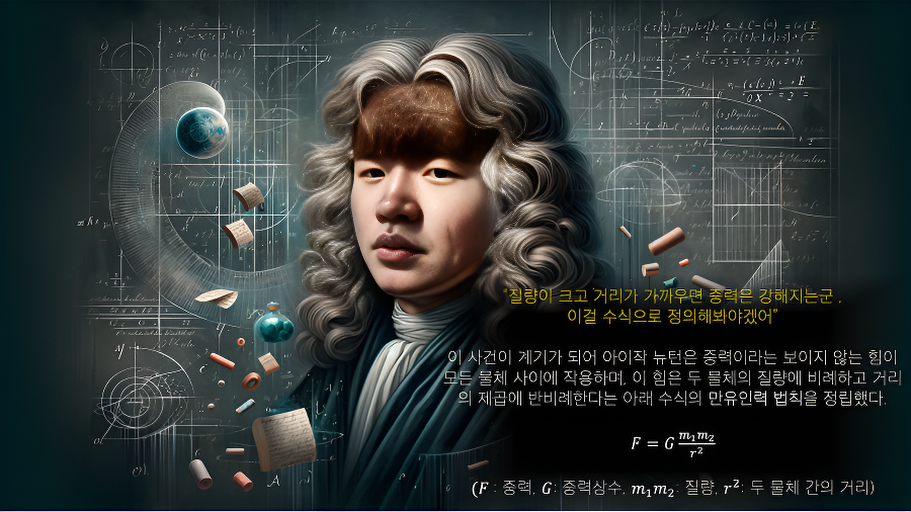 "질량이 크고 거리가 가까우면 중력은 강해지는군 ,
이걸 수식으로 정의해봐야겠어"
이 사건이 계기가 되어 아이작 뉴턴은 중력이라는 보이지 않는 힘이
모든 물체 사이에 작용하며, 이 힘은 두 물체의 질량에 비례하고 거리
의 제곱에 반비례한다는 아래 수식의 만유인력 법칙을 정립했다.
F = G m₁m₂/r²
(F : 중력, G: 중력상수, m₁m₂: 질량, r²: 두 물체 간의 거리)